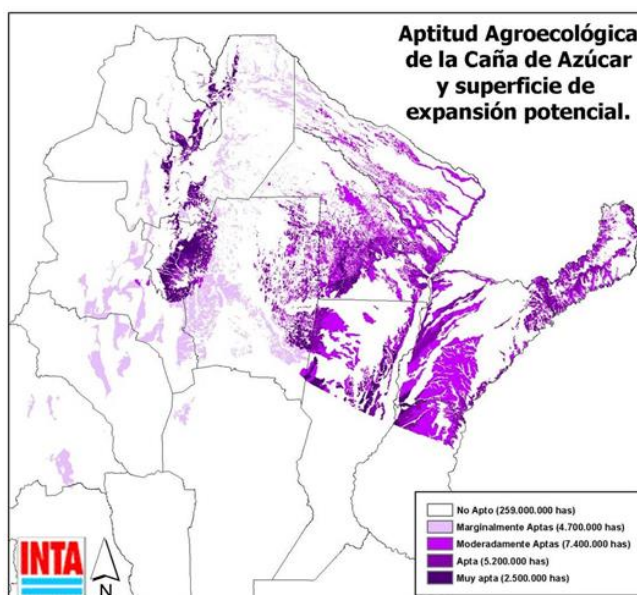 Aptitud Agroecológica
de la Caña de Azúcar
y superficie de
expansión potencial.
No Apto (259.000.000 has)
Marginalmente Aptas (4.700.000 has)
Moderadamente Aptas (7.400.000 has)
Apta (5.200.000 has)
Muy apta (2.500.000 has)
INTA
N